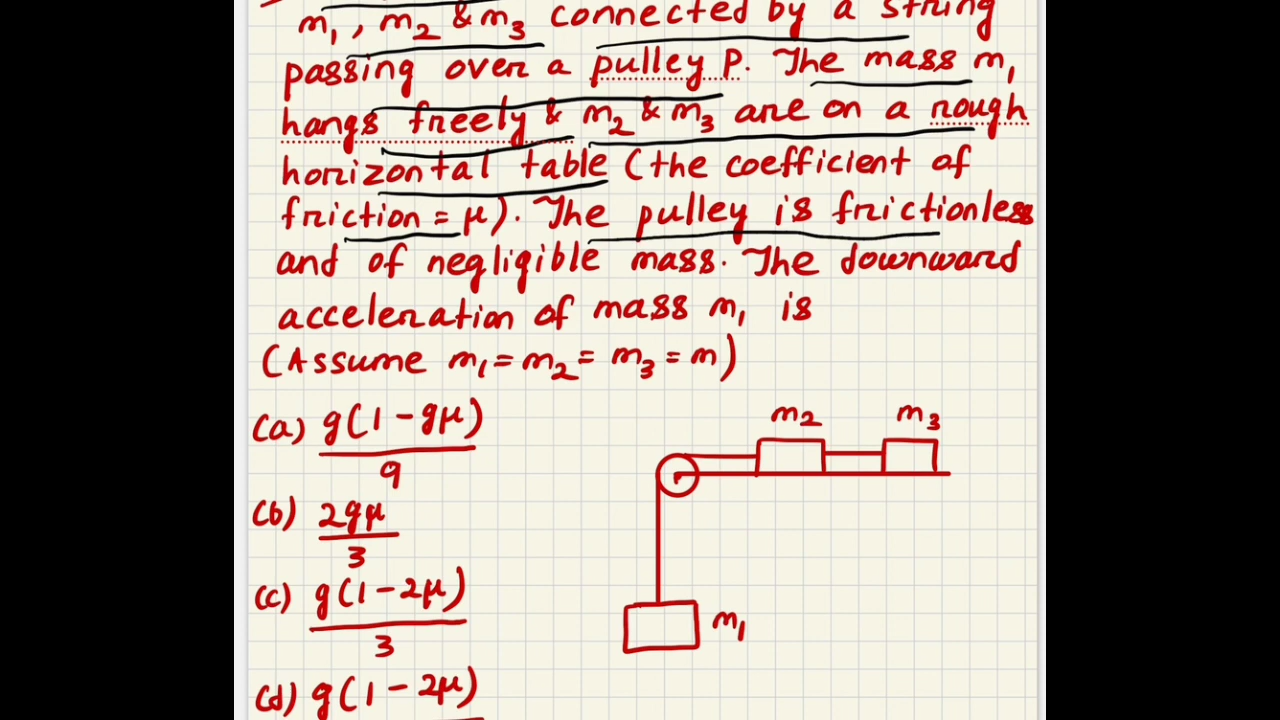 m₁, m₂ & m₃ connected by a string
passing over a pulley P. The mass m₁
hangs freely & m₂ & m₃ are on a rough
horizontal table (the coefficient of
friction = μ). The pulley is frictionless
and of negligible mass. The downward
acceleration of mass m₁ is
(Assume m₁ = m₂ = m₃ = m)
(a) g(1 - gμ)
9
(b) 2gμ
3
(c) g(1 - 2μ)
3
(d) g(1 - 2μ)
m₂ m₃
P
m₁